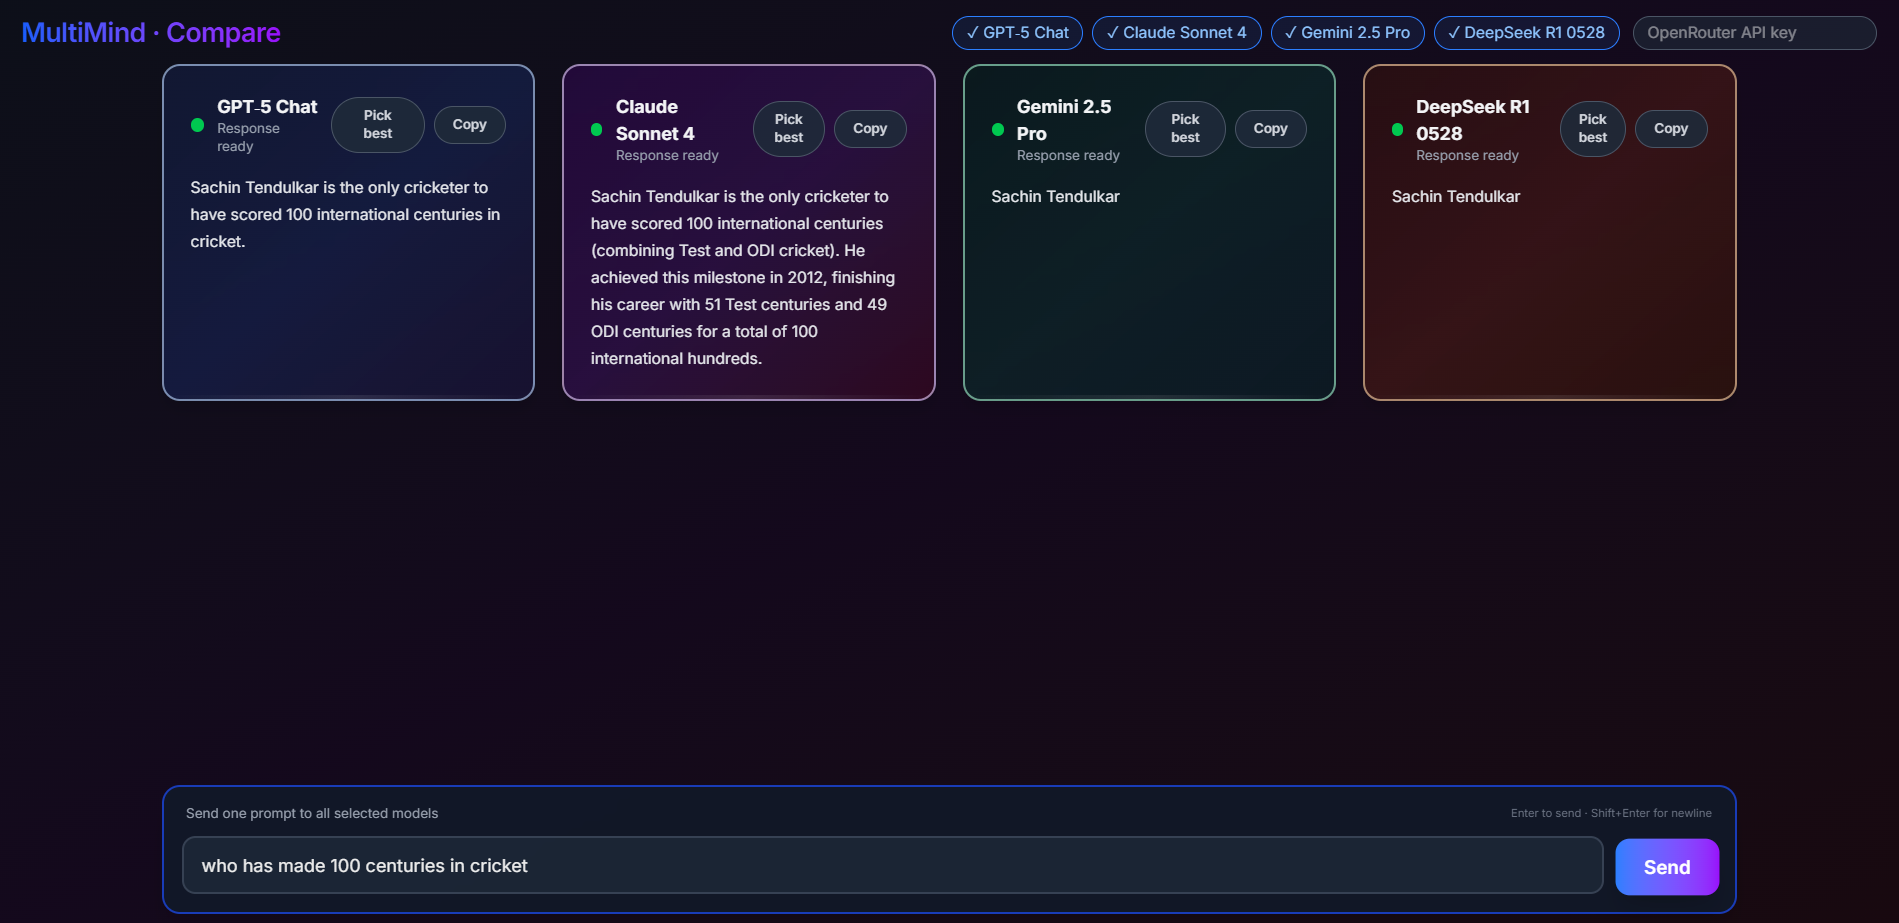 MultiMind · Compare
✓ GPT-5 Chat
✓ Claude Sonnet 4
✓ Gemini 2.5 Pro
✓ DeepSeek R1 0528
OpenRouter API key
GPT-5 Chat
Response
ready
Pick
best
Copy
Sachin Tendulkar is the only cricketer to
have scored 100 international centuries in
cricket.
Claude
Sonnet 4
Response ready
Pick
best
Copy
Sachin Tendulkar is the only cricketer to
have scored 100 international centuries
(combining Test and ODI cricket). He
achieved this milestone in 2012, finishing
his career with 51 Test centuries and 49
ODI centuries for a total of 100
international hundreds.
Gemini 2.5
Pro
Response ready
Pick
best
Copy
Sachin Tendulkar
DeepSeek R1
0528
Response ready
Pick
best
Copy
Sachin Tendulkar
Send one prompt to all selected models
Enter to send · Shift+Enter for newline
who has made 100 centuries in cricket
Send